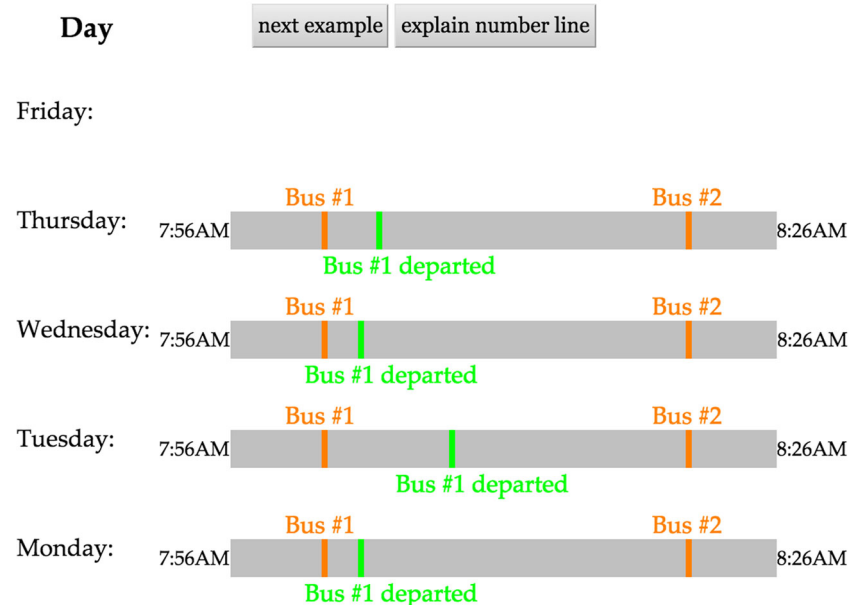 Day
next example
explain number line
Friday:
Bus #1 Bus #2
Thursday: 7:56AM 8:26AM
Bus #1 departed
Bus #1 Bus #2
Wednesday: 7:56AM 8:26AM
Bus #1 departed
Bus #1 Bus #2
Tuesday: 7:56AM 8:26AM
Bus #1 departed
Bus #1 Bus #2
Monday: 7:56AM 8:26AM
Bus #1 departed